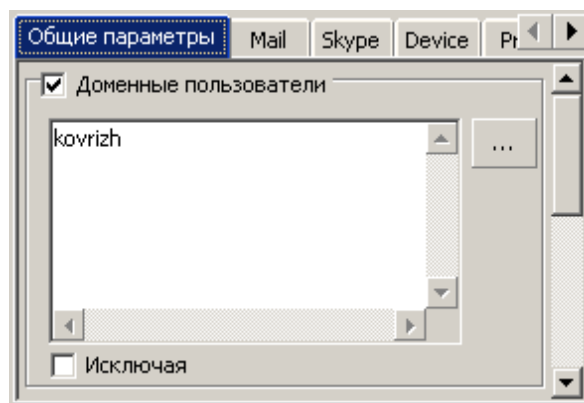 Общие параметры Mail Skype Device
Доменные пользователи
kovrizh
...
Исключая